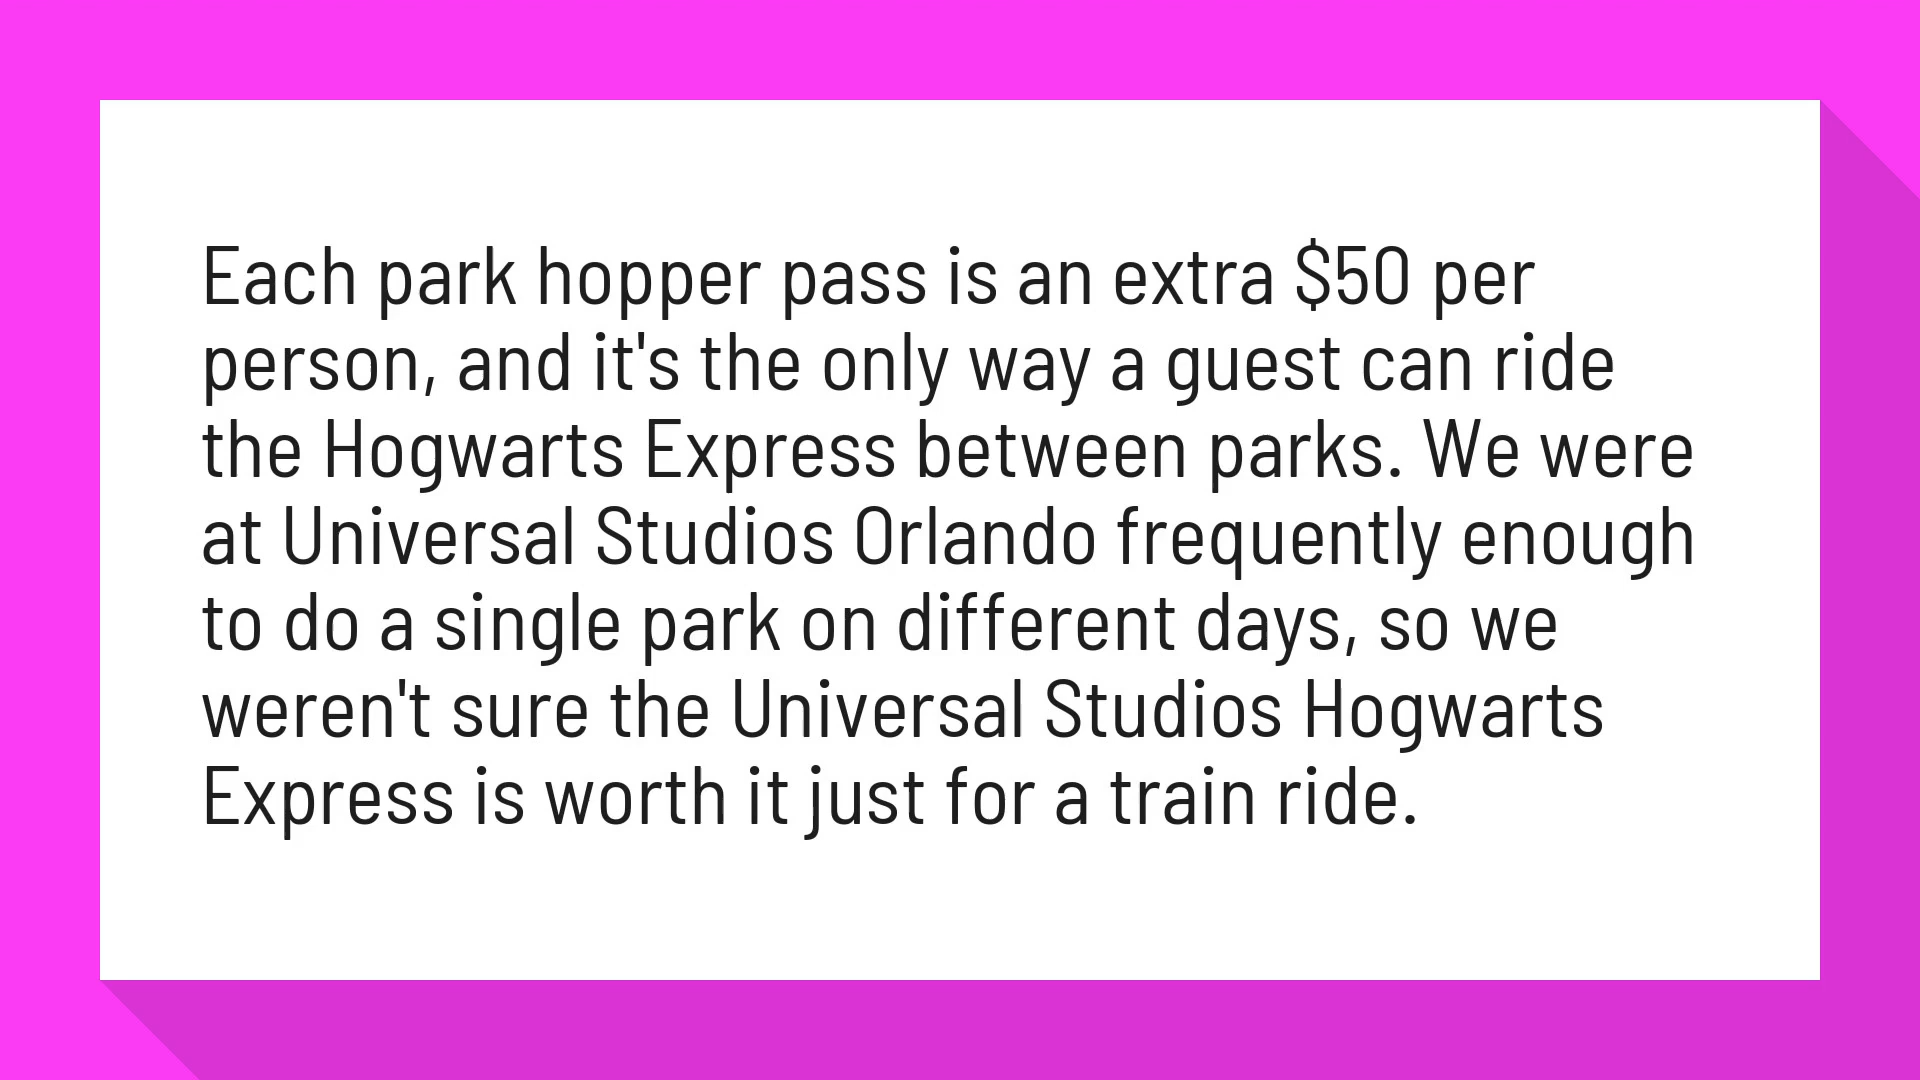 Each park hopper pass is an extra $50 per
person, and it's the only way a guest can ride
the Hogwarts Express between parks. We were
at Universal Studios Orlando frequently enough
to do a single park on different days, so we
weren't sure the Universal Studios Hogwarts
Express is worth it just for a train ride.